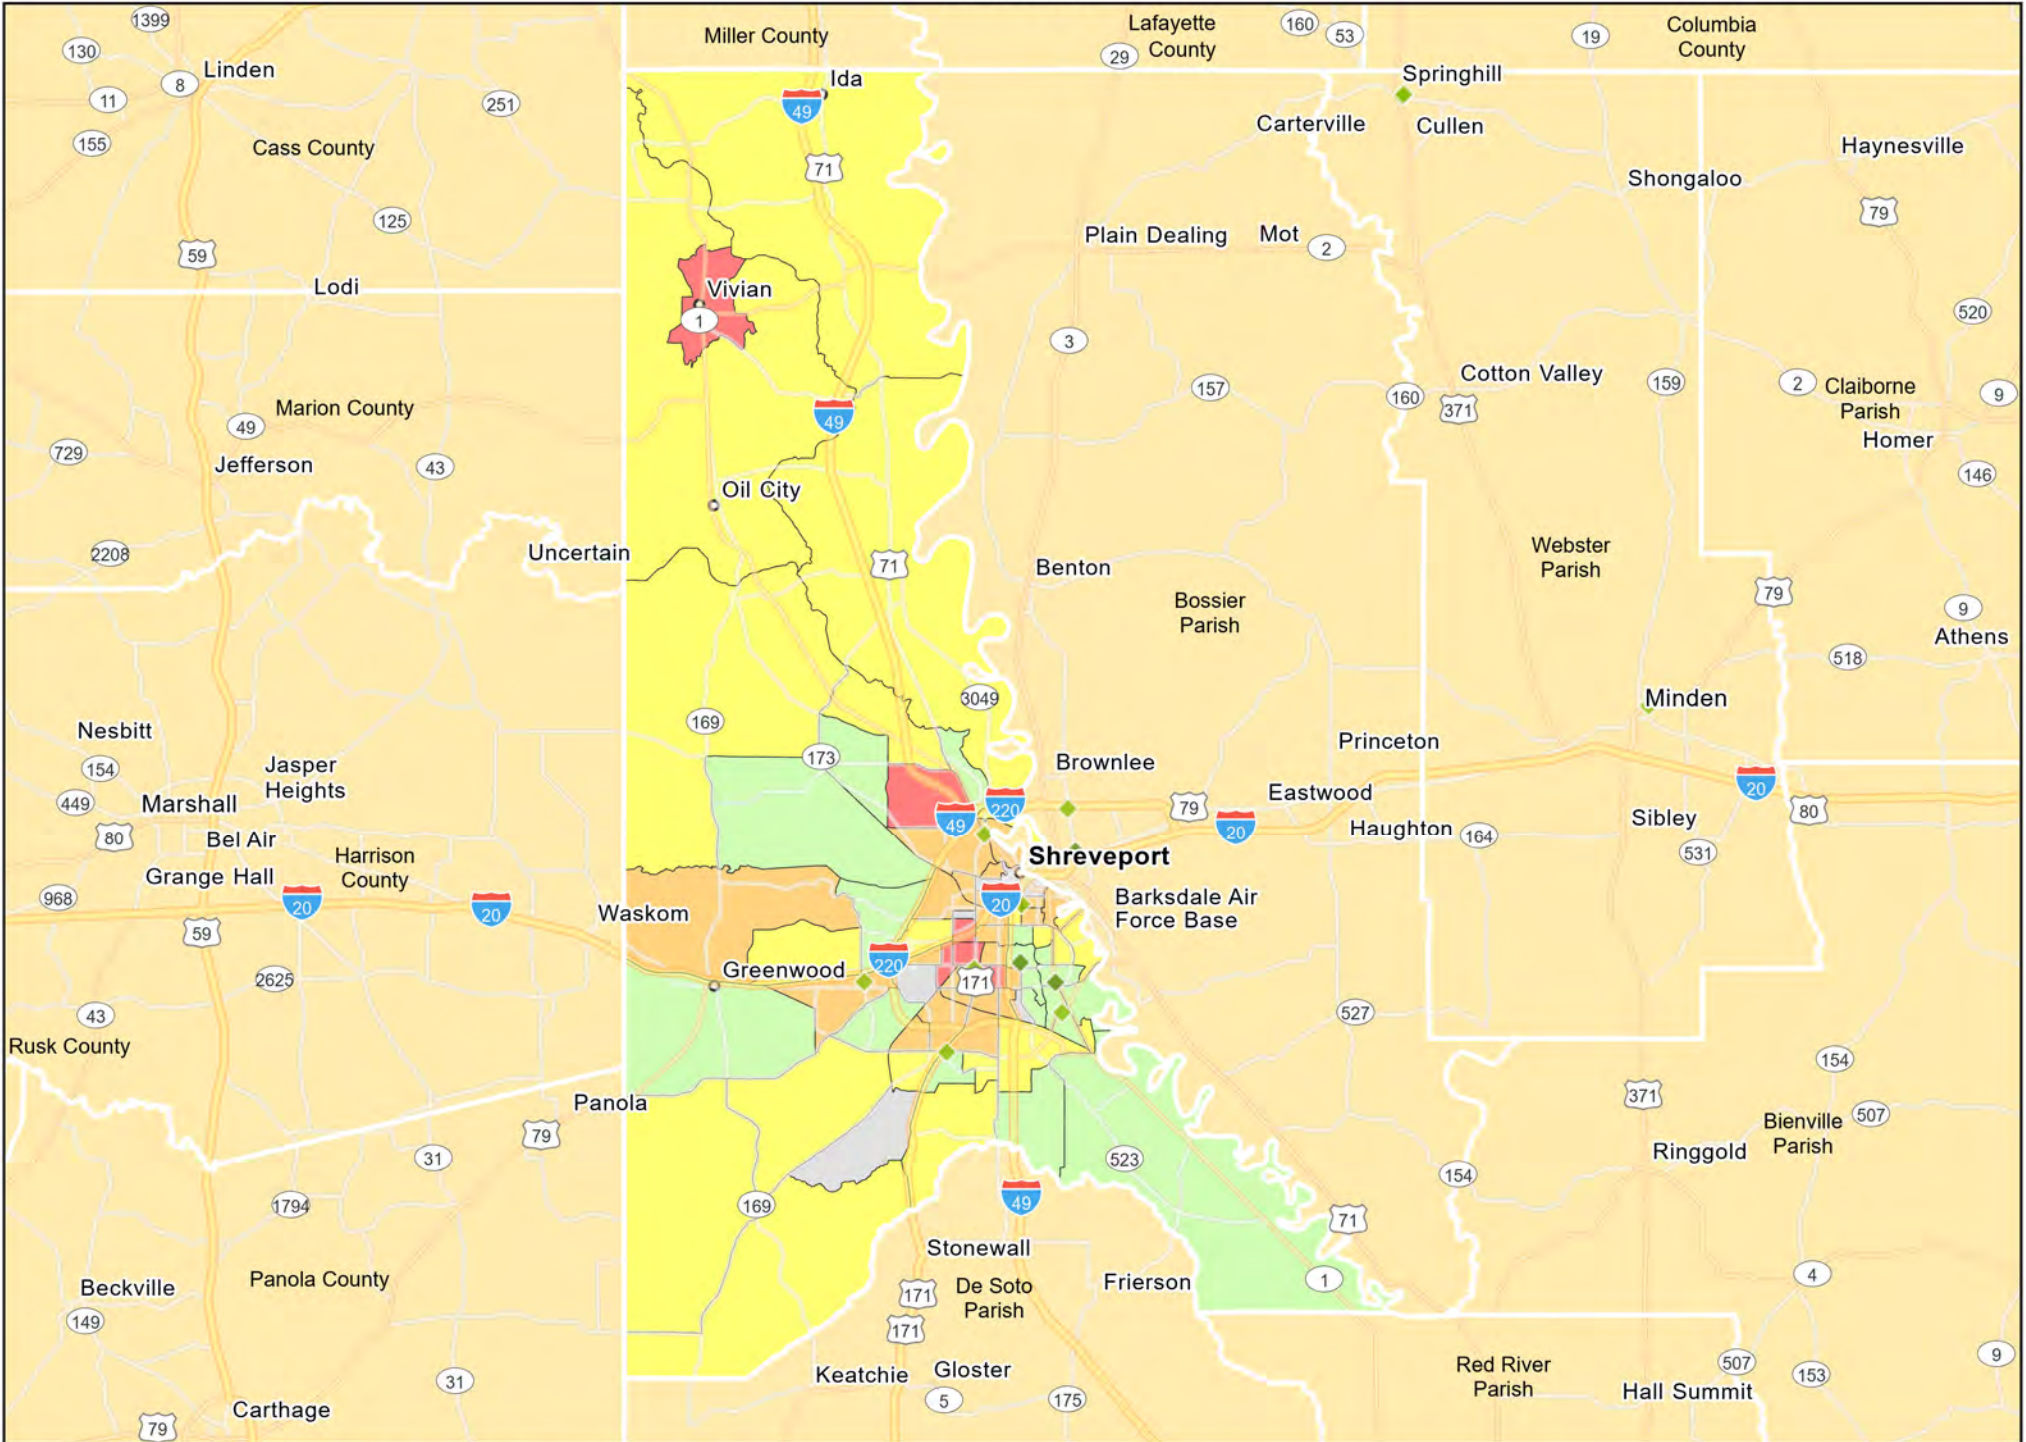 1399
Miller County
Lafayette
County
160
53
19
Columbia
County
130
29
Linden
8
Ida
Springhill
11
251
49
155
Carterville
Cullen
Cass County
Haynesville
71
Shongaloo
125
79
59
Plain Dealing
Mot
2
Lodi
Vivian
1
520
3
Cotton Valley
157
160
371
159
2
Claiborne
Parish
9
Marion County
49
49
729
Jefferson
43
Homer
146
Oil City
2208
Uncertain
71
Benton
Webster
Parish
Bossier
Parish
79
9
Athens
518
3049
Minden
169
Nesbitt
173
Princeton
154
Jasper
Heights
Brownlee
449
Marshall
220
79
Eastwood
20
80
80
49
20
Haughton
164
Sibley
Bel Air
531
Harrison
County
Shreveport
Grange Hall
968
20
20
Waskom
20
Barksdale Air
Force Base
59
220
Greenwood
2625
171
43
527
Rusk County
154
371
Panola
79
507
Bienville
Parish
31
523
Ringgold
154
1794
169
49
71
Stonewall
Beckville
Panola County
De Soto
Parish
Frierson
1
4
171
149
171
Red River
Parish
507
9
Keatchie
Gloster
153
31
5
175
Hall Summit
Carthage
79